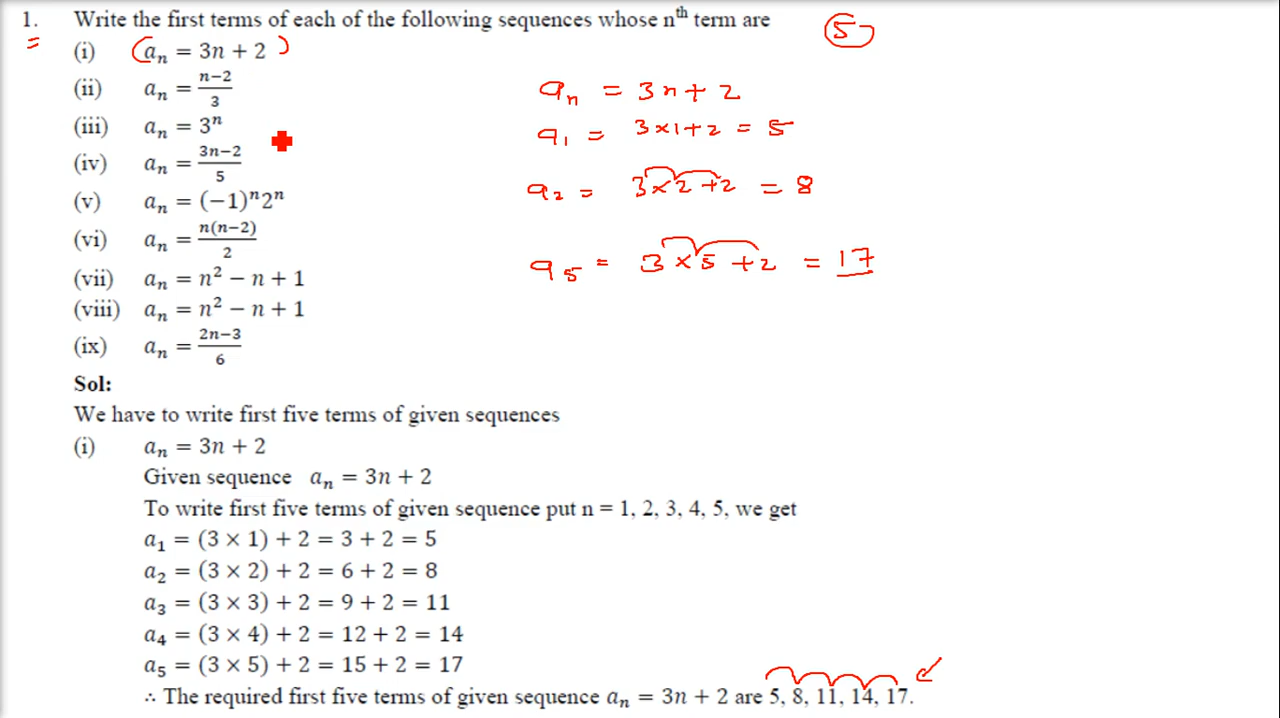 1. Write the first terms of each of the following sequences whose nᵗʰ term are 5
= (i) (aₙ = 3n + 2)
(ii) aₙ = (n−2)/3
(iii) aₙ = 3ⁿ
(iv) aₙ = (3n−2)/5
(v) aₙ = (−1)ⁿ2ⁿ
(vi) aₙ = n(n−2)/2
(vii) aₙ = n² − n + 1
(viii) aₙ = n² − n + 1
(ix) aₙ = (2n−3)/6
aₙ = 3n + 2
a₁ = 3×1+2 = 5
a₂ = 3×2+2 = 8
a₅ = 3×5+2 = 17
Sol:
We have to write first five terms of given sequences
(i) aₙ = 3n + 2
Given sequence aₙ = 3n + 2
To write first five terms of given sequence put n = 1, 2, 3, 4, 5, we get
a₁ = (3 × 1) + 2 = 3 + 2 = 5
a₂ = (3 × 2) + 2 = 6 + 2 = 8
a₃ = (3 × 3) + 2 = 9 + 2 = 11
a₄ = (3 × 4) + 2 = 12 + 2 = 14
a₅ = (3 × 5) + 2 = 15 + 2 = 17
∴ The required first five terms of given sequence aₙ = 3n + 2 are 5, 8, 11, 14, 17.